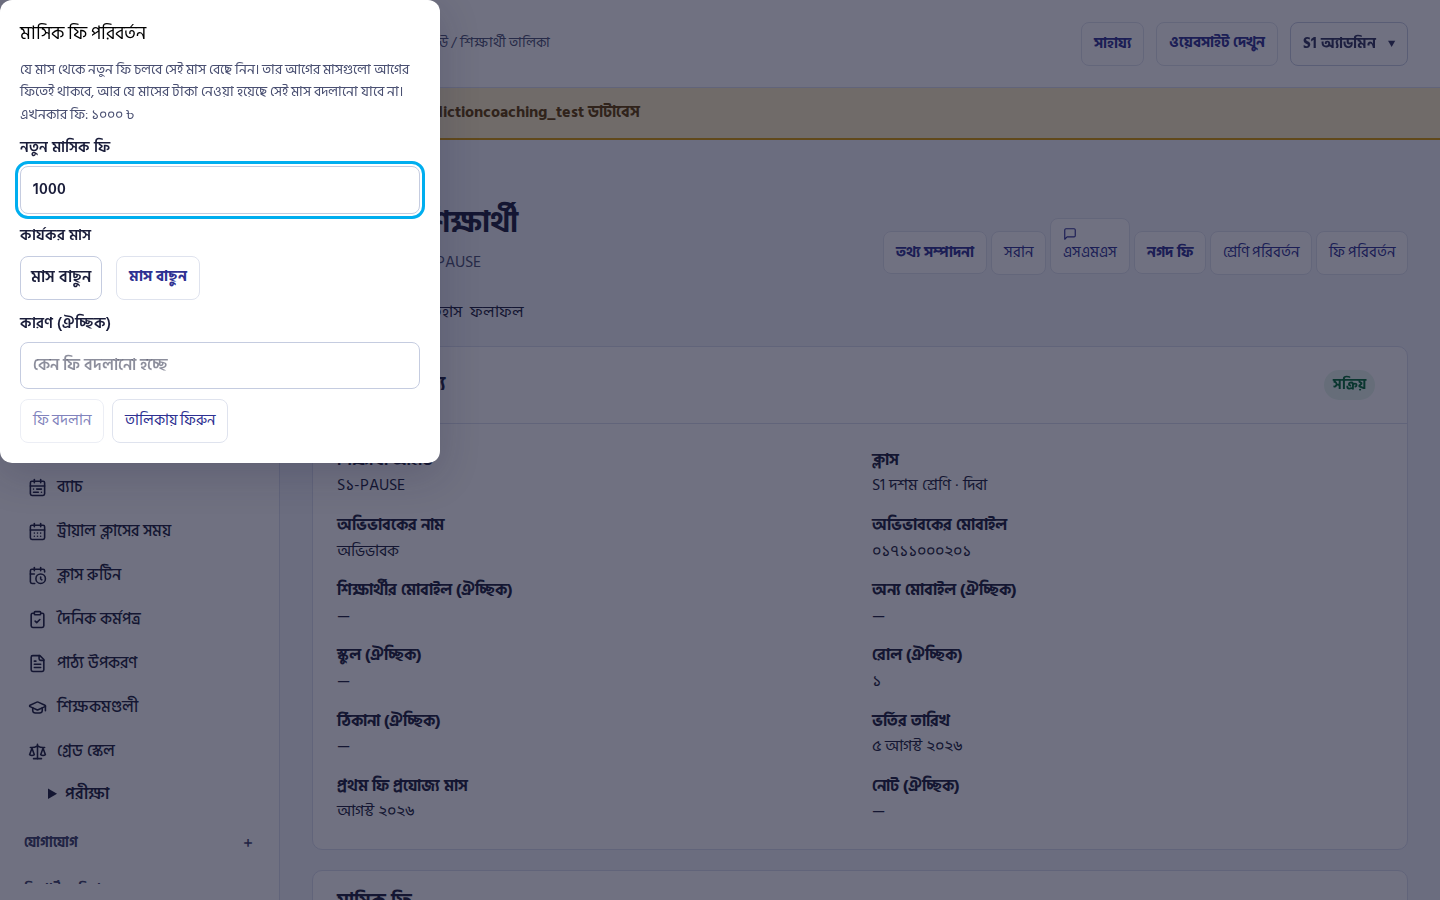 মাসিক ফি পরিবর্তন
যে মাস থেকে নতুন ফি চলবে সেই মাস বেছে নিন। তার আগের মাসগুলো আগের
ফিতেই থাকবে, আর যে মাসের টাকা নেওয়া হয়েছে সেই মাস বদলানো যাবে না।
এখনকার ফি: ১০০০ ৳
নতুন মাসিক ফি
1000
কার্যকর মাস
মাস বাছুন
মাস বাছুন
কারণ (ঐচ্ছিক)
কেন ফি বদলানো হচ্ছে
ফি বদলান
তালিকায় ফিরুন
/ শিক্ষার্থী তালিকা
সাহায্য
ওয়েবসাইট দেখুন
S1 অ্যাডমিন
dictioncoaching_test ডাটাবেস
PAUSE
তথ্য সম্পাদনা
সরান
এসএমএস
নগদ ফি
শ্রেণি পরিবর্তন
ফি পরিবর্তন
ফলাফল
সক্রিয়
ব্যাচ
ট্রায়াল ক্লাসের সময়
ক্লাস রুটিন
দৈনিক কর্মপত্র
পাঠ্য উপকরণ
শিক্ষকমণ্ডলী
গ্রেড স্কেল
পরীক্ষা
যোগাযোগ +
S১-PAUSE
ক্লাস
S1 দশম শ্রেণি · দিবা
অভিভাবকের নাম
অভিভাবক
অভিভাবকের মোবাইল
০১৭১১০০০২০১
শিক্ষার্থীর মোবাইল (ঐচ্ছিক)
—
অন্য মোবাইল (ঐচ্ছিক)
—
স্কুল (ঐচ্ছিক)
—
রোল (ঐচ্ছিক)
১
ঠিকানা (ঐচ্ছিক)
—
ভর্তির তারিখ
৫ আগস্ট ২০২৬
প্রথম ফি প্রযোজ্য মাস
আগস্ট ২০২৬
নোট (ঐচ্ছিক)
—